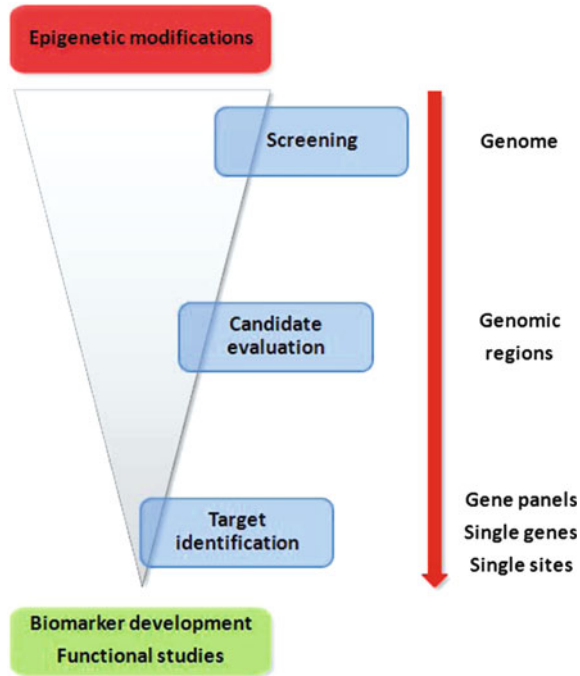 Epigenetic modifications
Screening
Genome
Candidate
evaluation
Genomic
regions
Target
identification
Gene panels
Single genes
Single sites
Biomarker development
Functional studies